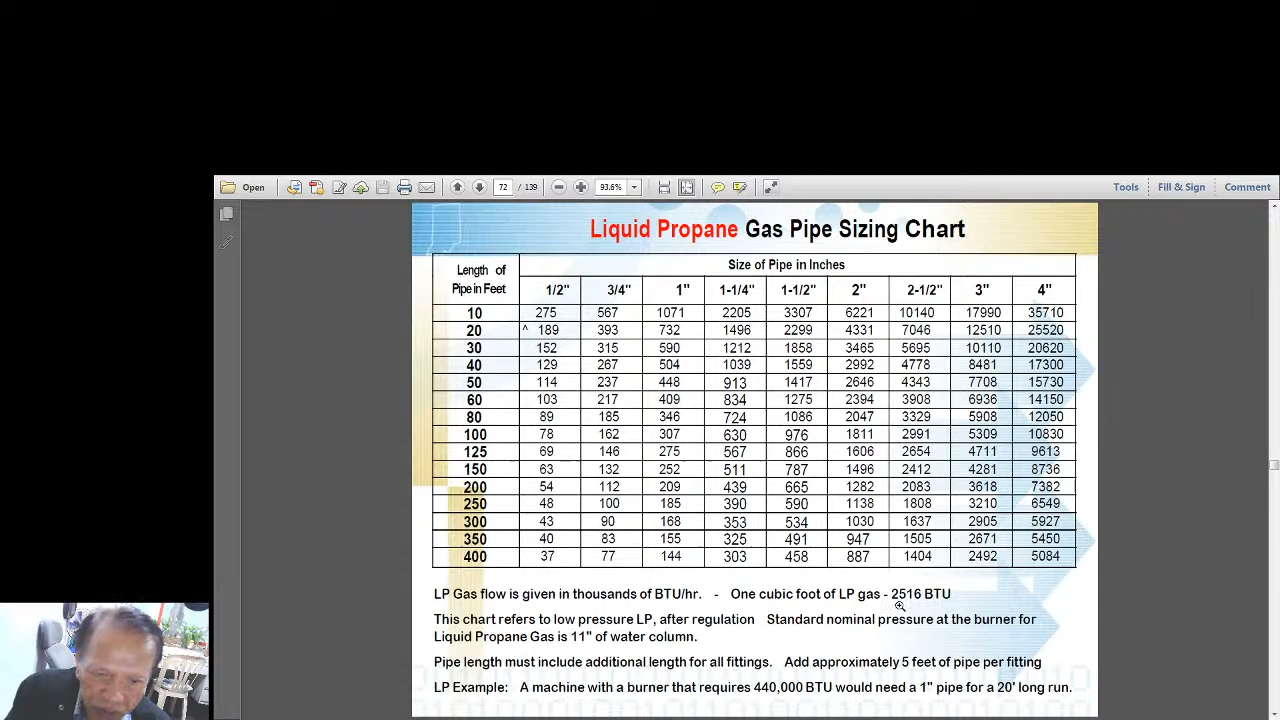 Open
72
/ 139
93.6%
Tools
Fill & Sign
Comment
Liquid Propane Gas Pipe Sizing Chart
Length of Pipe in Feet
Size of Pipe in Inches
1/2" 3/4" 1" 1-1/4" 1-1/2" 2" 2-1/2" 3" 4"
10 275 567 1071 2205 3307 6221 10140 17990 35710
20 ^ 189 393 732 1496 2299 4331 7046 12510 25520
30 152 315 590 1212 1858 3465 5695 10110 20620
40 129 267 504 1039 1559 2992 4778 8481 17300
50 114 237 448 913 1417 2646 4343 7708 15730
60 103 217 409 834 1275 2394 3908 6936 14150
80 89 185 346 724 1086 2047 3329 5908 12050
100 78 162 307 630 976 1811 2991 5309 10830
125 69 146 275 567 866 1606 2654 4711 9613
150 63 132 252 511 787 1496 2412 4281 8736
200 54 112 209 439 665 1282 2083 3618 7382
250 48 100 185 390 590 1138 1808 3210 6549
300 43 90 168 353 534 1030 1637 2905 5927
350 40 83 155 325 491 947 1505 2671 5450
400 37 77 144 303 458 887 1404 2492 5084
LP Gas flow is given in thousands of BTU/hr. - One cubic foot of LP gas - 2516 BTU
This chart refers to low pressure LP, after regulation Standard nominal pressure at the burner for
Liquid Propane Gas is 11" of water column.
Pipe length must include additional length for all fittings. Add approximately 5 feet of pipe per fitting
LP Example: A machine with a burner that requires 440,000 BTU would need a 1" pipe for a 20' long run.